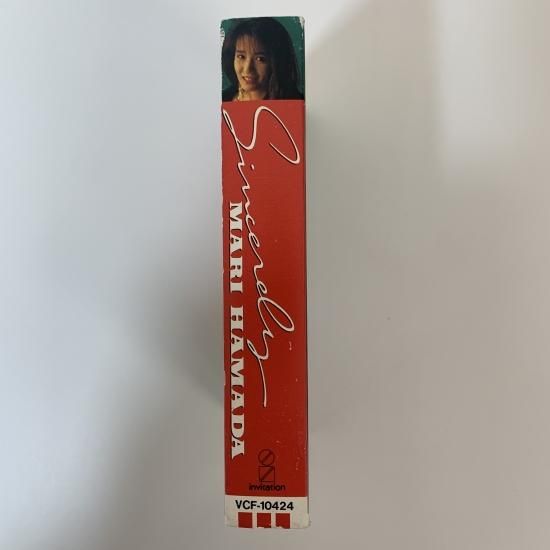 Sincerely
MARI HAMADA
invitation
VCF-10424